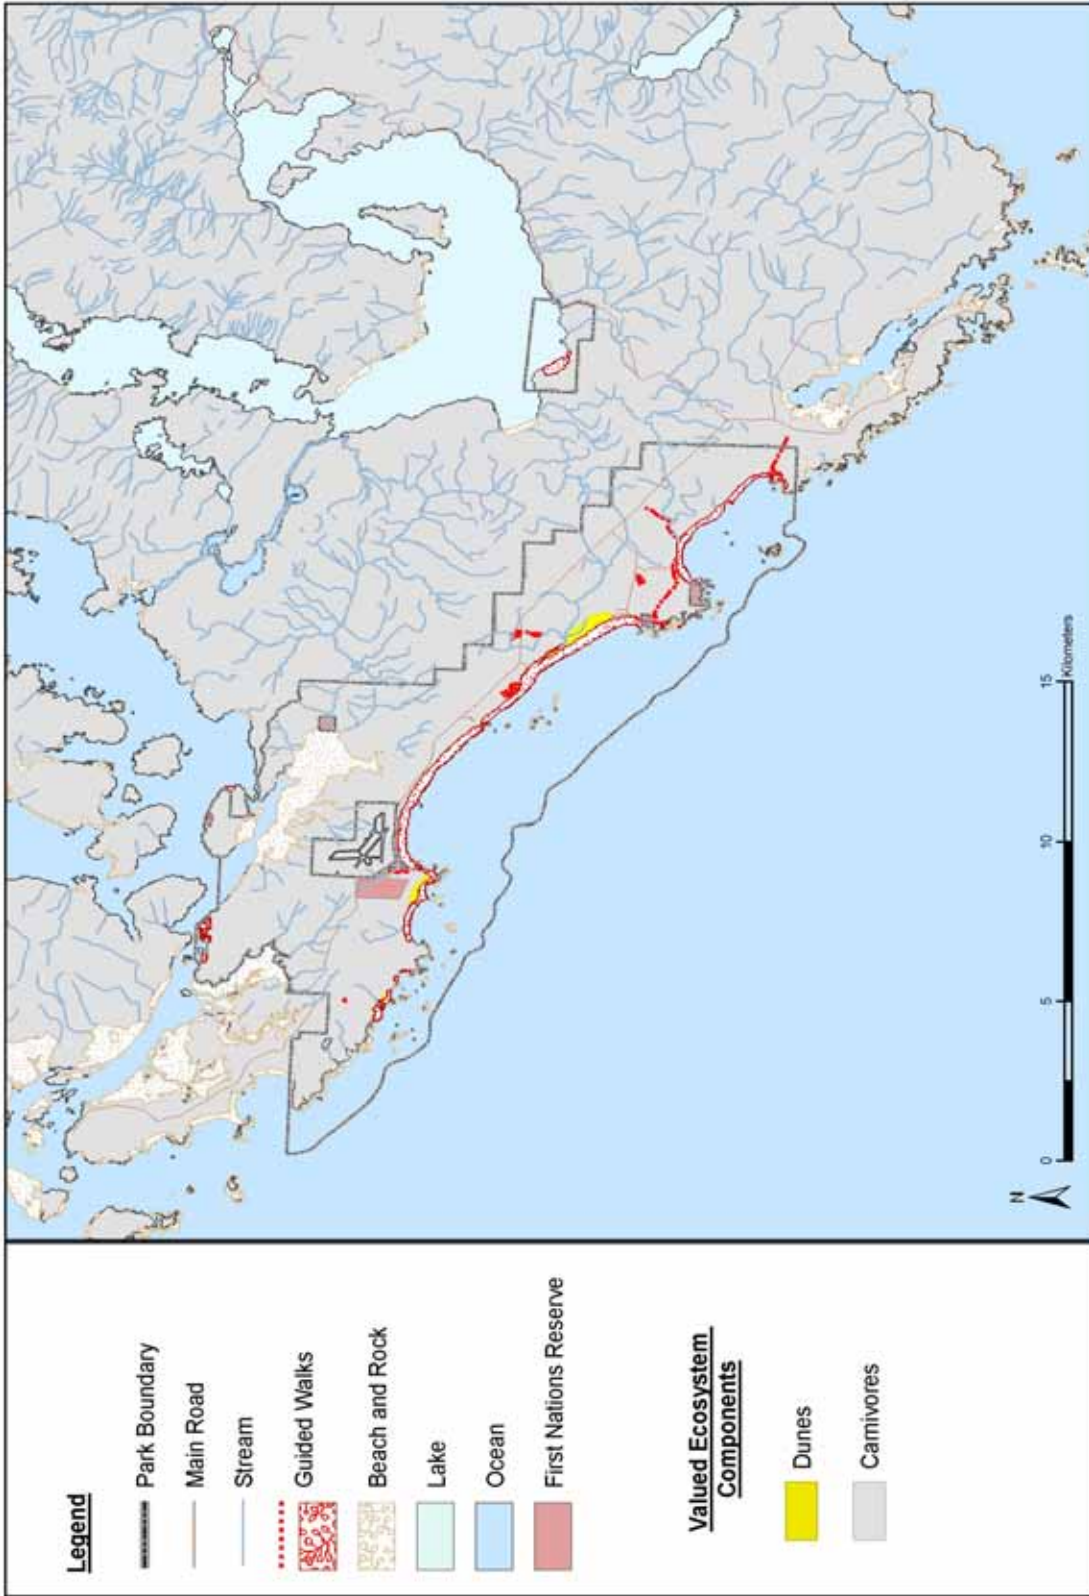 Legend
Park Boundary
Main Road
Stream
Guided Walks
Beach and Rock
Lake
Ocean
First Nations Reserve
Valued Ecosystem
Components
Dunes
Carnivores
N
0
5
10
15
Kilometers